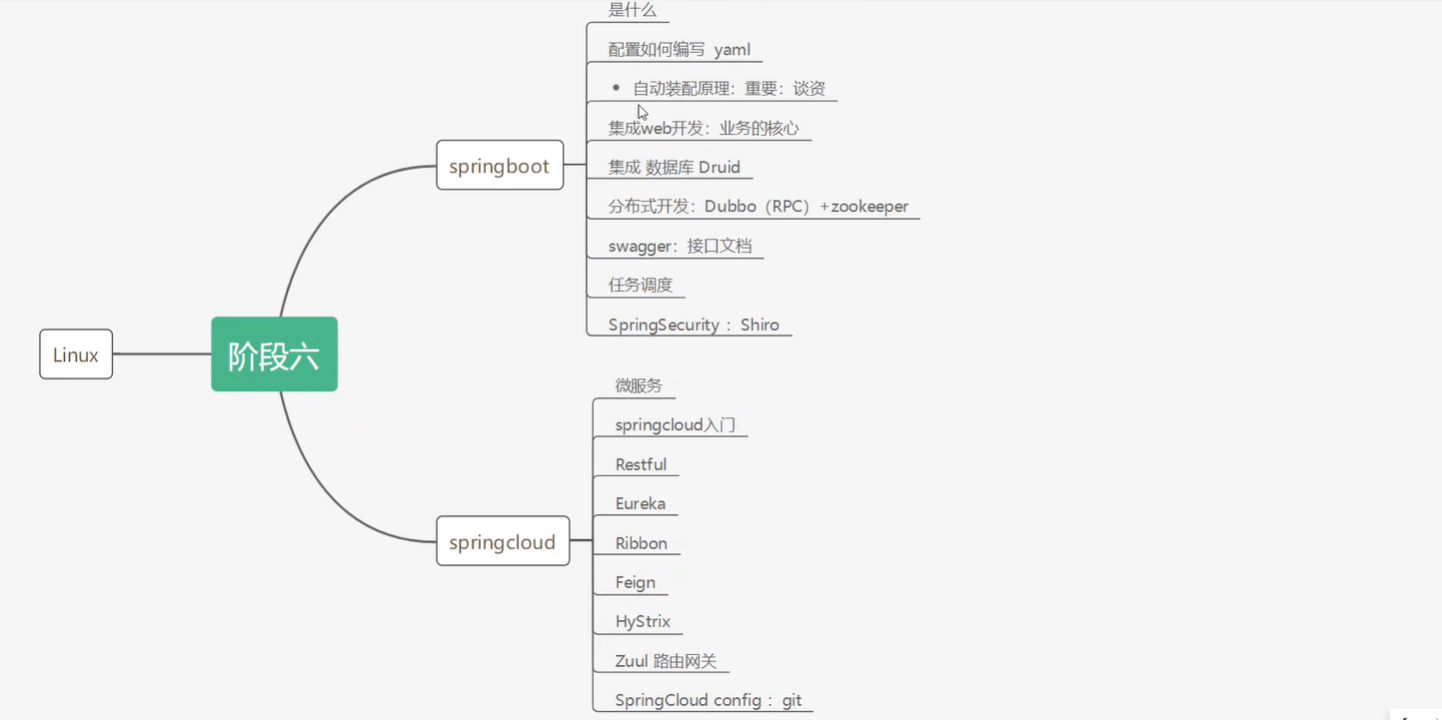 是什么
配置如何编写 yaml
• 自动装配原理：重要：谈资
集成web开发：业务的核心
集成 数据库 Druid
分布式开发：Dubbo（RPC）+zookeeper
swagger：接口文档
任务调度
SpringSecurity ：Shiro
springboot
Linux
阶段六
微服务
springcloud入门
Restful
Eureka
Ribbon
Feign
HyStrix
Zuul 路由网关
SpringCloud config ：git
springcloud